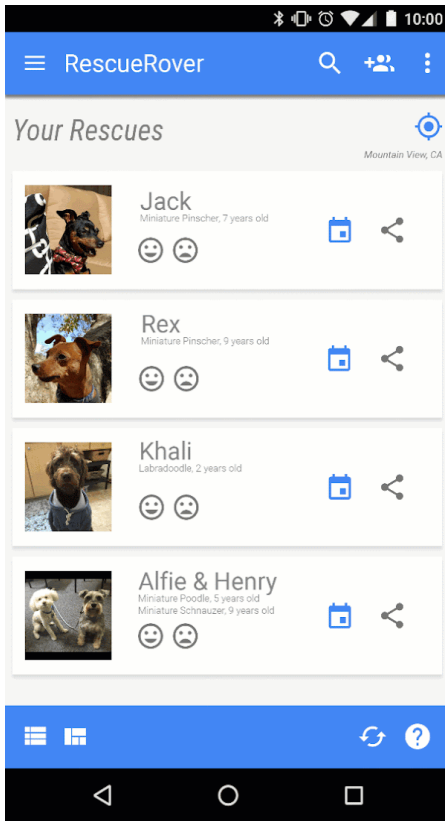 10:00
RescueRover
Your Rescues
Mountain View, CA
Jack
Miniature Pinscher, 7 years old
Rex
Miniature Pinscher, 9 years old
Khali
Labradoodle, 2 years old
Alfie & Henry
Miniature Poodle, 5 years old
Miniature Schnauzer, 9 years old
?